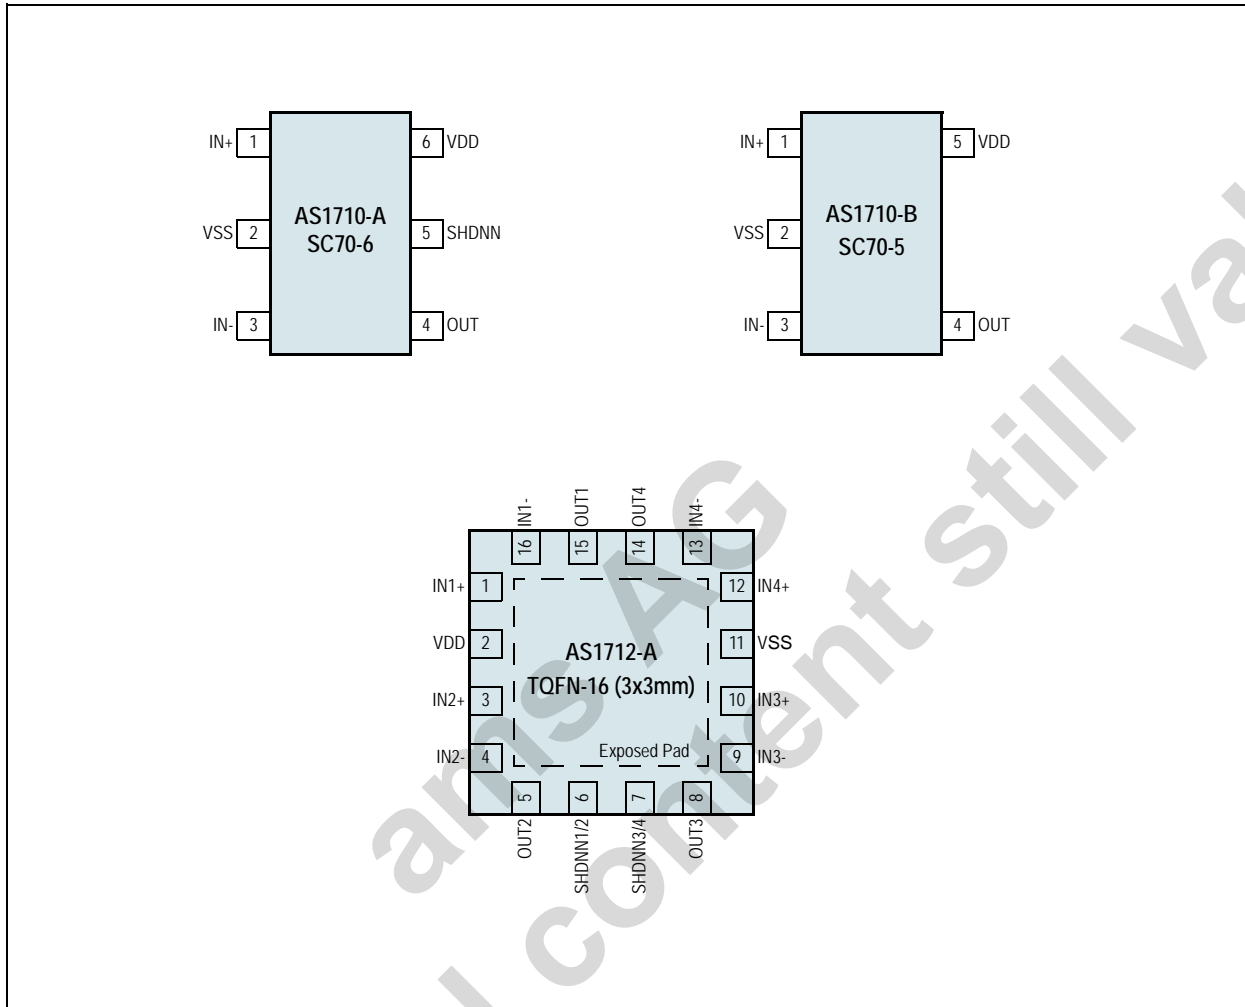 IN+ 1 6 VDD
AS1710-A
SC70-6
VSS 2 5 SHDNN
IN- 3 4 OUT
IN+ 1 5 VDD
AS1710-B
SC70-5
VSS 2
IN- 3 4 OUT
IN1-
OUT1
OUT4
IN4-
16 15 14 13
IN1+ 1 12 IN4+
VDD 2 11 VSS
AS1712-A
TQFN-16 (3x3mm)
IN2+ 3 10 IN3+
Exposed Pad
IN2- 4 9 IN3-
5 6 7 8
OUT2
SHDNN1/2
SHDNN3/4
OUT3
ams AG
content still